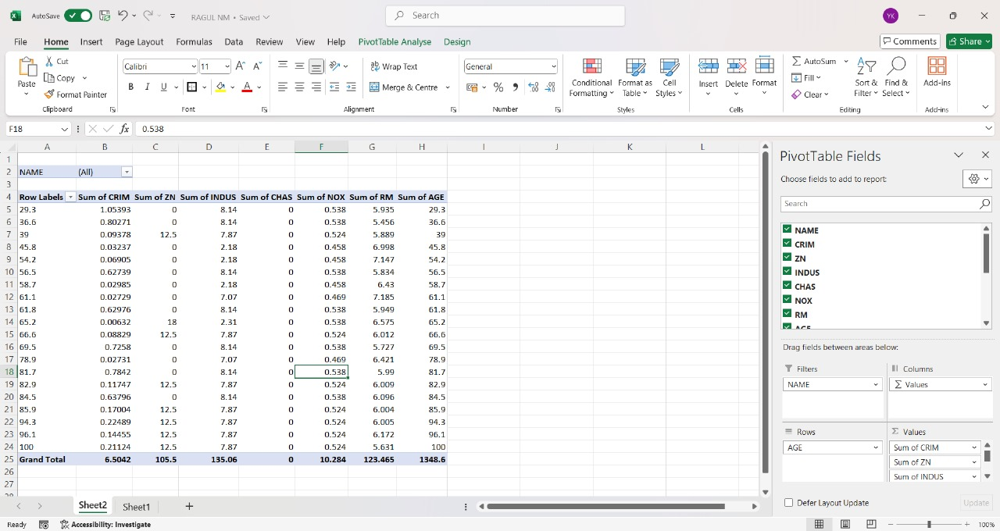 AutoSave RAGUL NM • Saved Search YK
File Home Insert Page Layout Formulas Data Review View Help PivotTable Analyse Design Comments Share
Paste Cut Copy Format Painter Clipboard
Calibri 11 A A B I U A Font
Wrap Text Merge & Centre Alignment
General % Number
Conditional Formatting Format as Table Cell Styles Styles
Insert Delete Format Cells
AutoSum Fill Clear Sort & Filter Find & Select Editing
Add-ins Add-ins
F18 fx 0.538
A B C D E F G H I J K L
1
2 NAME (All)
3
4 Row Labels Sum of CRIM Sum of ZN Sum of INDUS Sum of CHAS Sum of NOX Sum of RM Sum of AGE
5 29.3 1.05393 0 8.14 0 0.538 5.935 29.3
6 36.6 0.80271 0 8.14 0 0.538 5.456 36.6
7 39 0.09378 12.5 7.87 0 0.524 5.889 39
8 45.8 0.03237 0 2.18 0 0.458 6.998 45.8
9 54.2 0.06905 0 2.18 0 0.458 7.147 54.2
10 56.5 0.62739 0 8.14 0 0.538 5.834 56.5
11 58.7 0.02985 0 2.18 0 0.458 6.43 58.7
12 61.1 0.02729 0 7.07 0 0.469 7.185 61.1
13 61.8 0.62976 0 8.14 0 0.538 5.949 61.8
14 65.2 0.00632 18 2.31 0 0.538 6.575 65.2
15 66.6 0.08829 12.5 7.87 0 0.524 6.012 66.6
16 69.5 0.7258 0 8.14 0 0.538 5.727 69.5
17 78.9 0.02731 0 7.07 0 0.469 6.421 78.9
18 81.7 0.7842 0 8.14 0 0.538 5.99 81.7
19 82.9 0.11747 12.5 7.87 0 0.524 6.009 82.9
20 84.5 0.63796 0 8.14 0 0.538 6.096 84.5
21 85.9 0.17004 12.5 7.87 0 0.524 6.004 85.9
22 94.3 0.22489 12.5 7.87 0 0.524 6.005 94.3
23 96.1 0.14455 12.5 7.87 0 0.524 6.172 96.1
24 100 0.21124 12.5 7.87 0 0.524 5.631 100
25 Grand Total 6.5042 105.5 135.06 0 10.284 123.465 1348.6
26
27
28
PivotTable Fields
Choose fields to add to report:
Search
NAME
CRIM
ZN
INDUS
CHAS
NOX
RM
AGE
Drag fields between areas below:
Filters Columns
NAME Σ Values
Rows Σ Values
AGE Sum of CRIM
Sum of ZN
Sum of INDUS
Defer Layout Update Update
Sheet2 Sheet1 +
Ready Accessibility: Investigate 100%